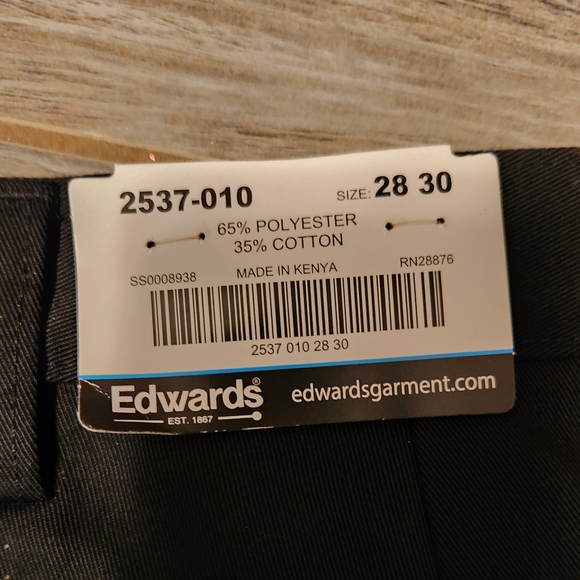 2537-010 SIZE: 28 30
65% POLYESTER
35% COTTON
SS0008938 MADE IN KENYA RN28876
2537 010 28 30
Edwards® edwardsgarment.com
EST. 1867